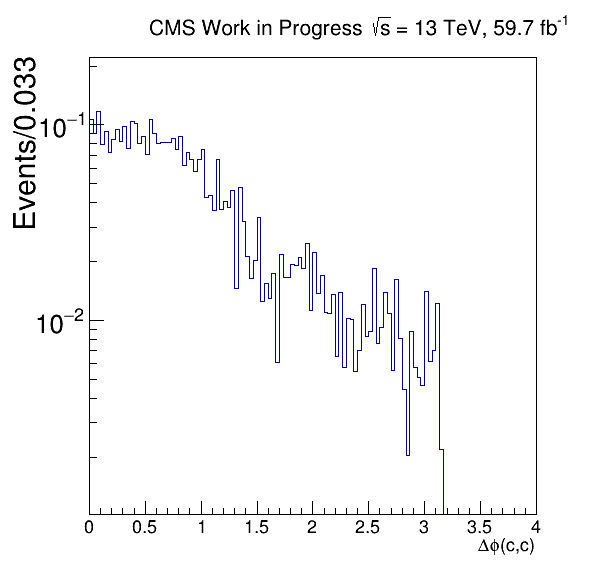 CMS Work in Progress √s = 13 TeV, 59.7 fb⁻¹
Events/0.033
10⁻¹
10⁻²
0 0.5 1 1.5 2 2.5 3 3.5 4
Δϕ(c,c)